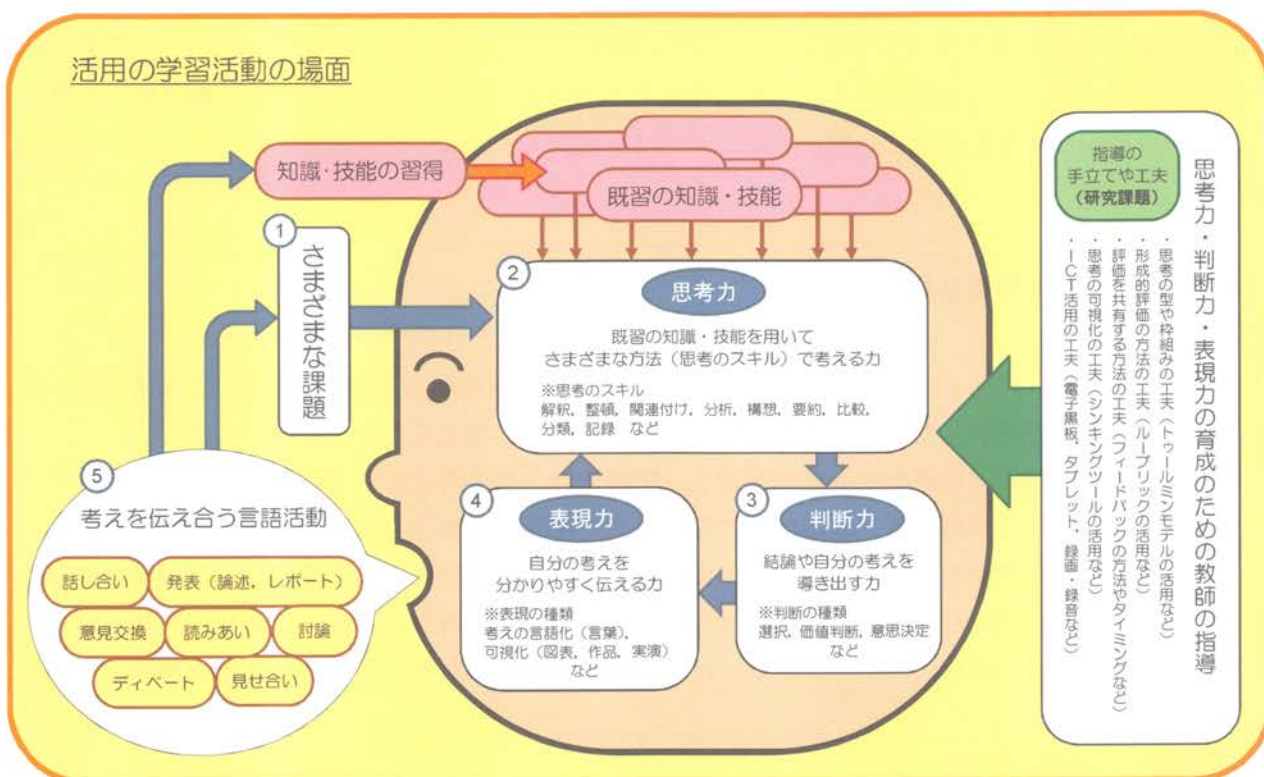 活用の学習活動の場面
知識・技能の習得
既習の知識・技能
①
さまざまな課題
②
思考力
既習の知識・技能を用いて
さまざまな方法（思考のスキル）で考える力
※思考のスキル
解釈，整頓，関連付け，分析，構想，要約，比較，
分類，記録　など
③
判断力
結論や自分の考えを
導き出す力
※判断の種類
選択，価値判断，意思決定
など
④
表現力
自分の考えを
分かりやすく伝える力
※表現の種類
考えの言語化（言葉），
可視化（図表，作品，実演）
など
⑤
考えを伝え合う言語活動
話し合い
発表（論述，レポート）
意見交換
読みあい
討論
ディベート
見せ合い
思考力・判断力・表現力の育成のための教師の指導
指導の
手立てや工夫
（研究課題）
・思考の型や枠組みの工夫（トゥールミンモデルの活用など）
・形成的評価の方法の工夫（ルーブリックの活用など）
・評価を共有する方法の工夫（フィードバックの方法やタイミングなど）
・思考の可視化の工夫（シンキングツールの活用など）
・ＩＣＴ活用の工夫（電子黒板，タブレット，録画・録音など）